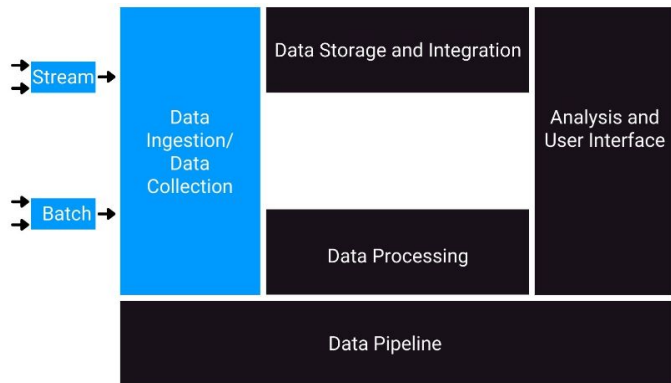 Stream
Batch
Data
Ingestion/
Data
Collection
Data Storage and Integration
Data Processing
Analysis and
User Interface
Data Pipeline